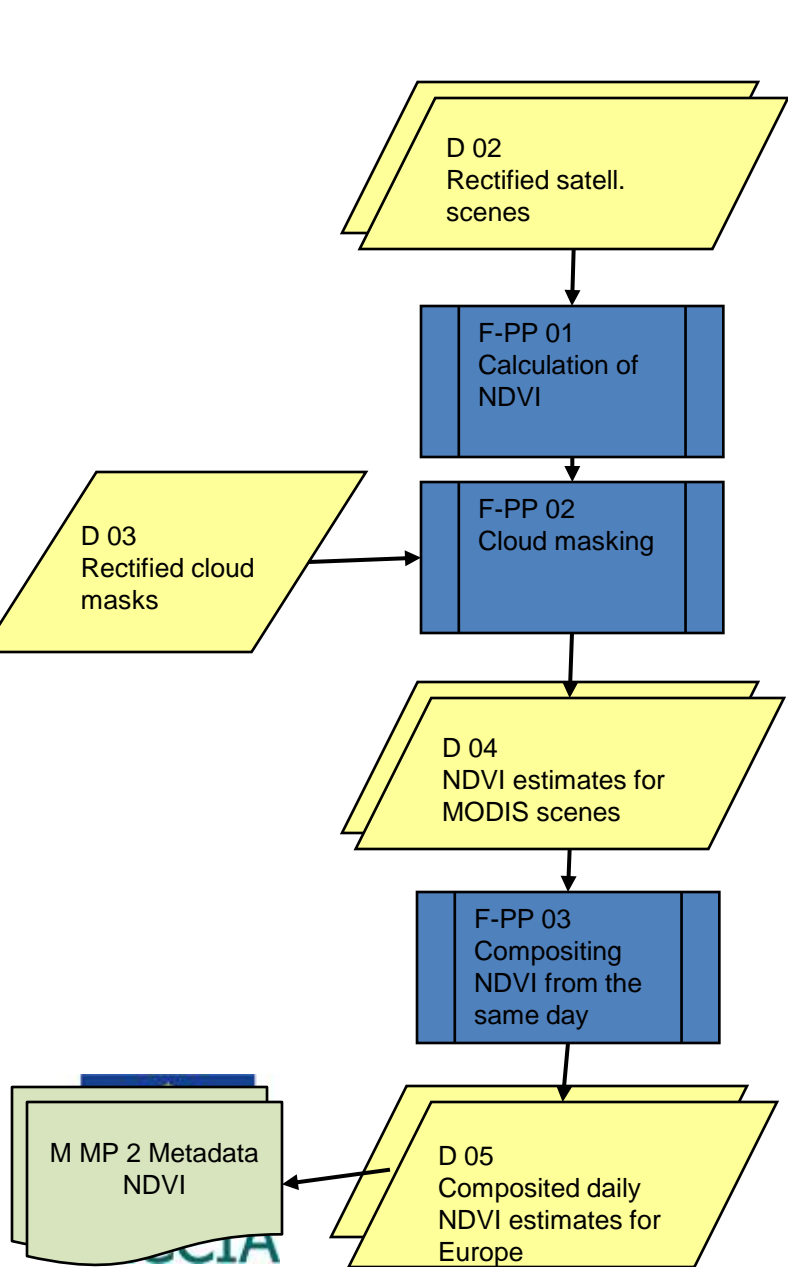 D 02
Rectified satell.
scenes
F-PP 01
Calculation of
NDVI
F-PP 02
Cloud masking
D 03
Rectified cloud
masks
D 04
NDVI estimates for
MODIS scenes
F-PP 03
Compositing
NDVI from the
same day
M MP 2 Metadata
NDVI
D 05
Composited daily
NDVI estimates for
Europe